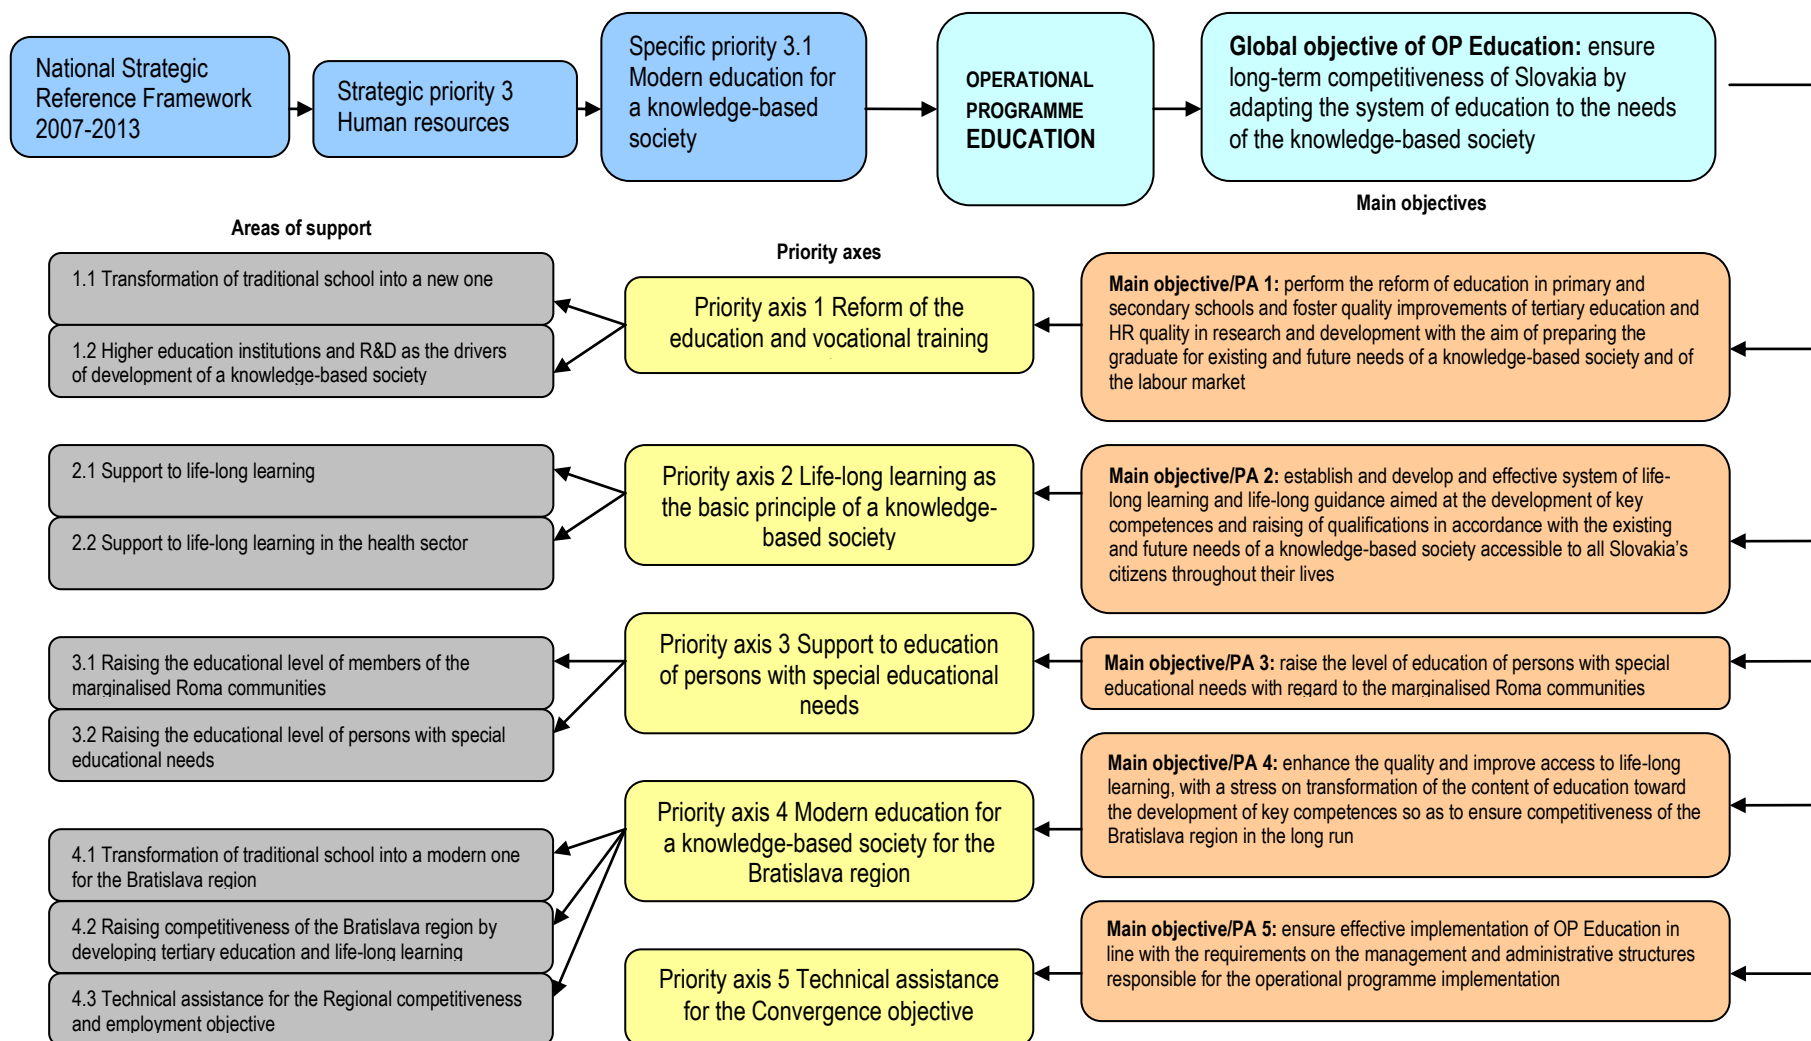 National Strategic
Reference Framework
2007-2013
Strategic priority 3
Human resources
Specific priority 3.1
Modern education for
a knowledge-based
society
OPERATIONAL
PROGRAMME
EDUCATION
Global objective of OP Education: ensure
long-term competitiveness of Slovakia by
adapting the system of education to the needs
of the knowledge-based society
Main objectives
Areas of support
Priority axes
1.1 Transformation of traditional school into a new one
1.2 Higher education institutions and R&D as the drivers
of development of a knowledge-based society
Priority axis 1 Reform of the
education and vocational training
Main objective/PA 1: perform the reform of education in primary and
secondary schools and foster quality improvements of tertiary education and
HR quality in research and development with the aim of preparing the
graduate for existing and future needs of a knowledge-based society and of
the labour market
2.1 Support to life-long learning
2.2 Support to life-long learning in the health sector
Priority axis 2 Life-long learning as
the basic principle of a knowledge-
based society
Main objective/PA 2: establish and develop and effective system of life-
long learning and life-long guidance aimed at the development of key
competences and raising of qualifications in accordance with the existing
and future needs of a knowledge-based society accessible to all Slovakia's
citizens throughout their lives
3.1 Raising the educational level of members of the
marginalised Roma communities
3.2 Raising the educational level of persons with special
educational needs
Priority axis 3 Support to education
of persons with special educational
needs
Main objective/PA 3: raise the level of education of persons with special
educational needs with regard to the marginalised Roma communities
4.1 Transformation of traditional school into a modern one
for the Bratislava region
4.2 Raising competitiveness of the Bratislava region by
developing tertiary education and life-long learning
4.3 Technical assistance for the Regional competitiveness
and employment objective
Priority axis 4 Modern education for
a knowledge-based society for the
Bratislava region
Main objective/PA 4: enhance the quality and improve access to life-long
learning, with a stress on transformation of the content of education toward
the development of key competences so as to ensure competitiveness of the
Bratislava region in the long run
Priority axis 5 Technical assistance
for the Convergence objective
Main objective/PA 5: ensure effective implementation of OP Education in
line with the requirements on the management and administrative structures
responsible for the operational programme implementation